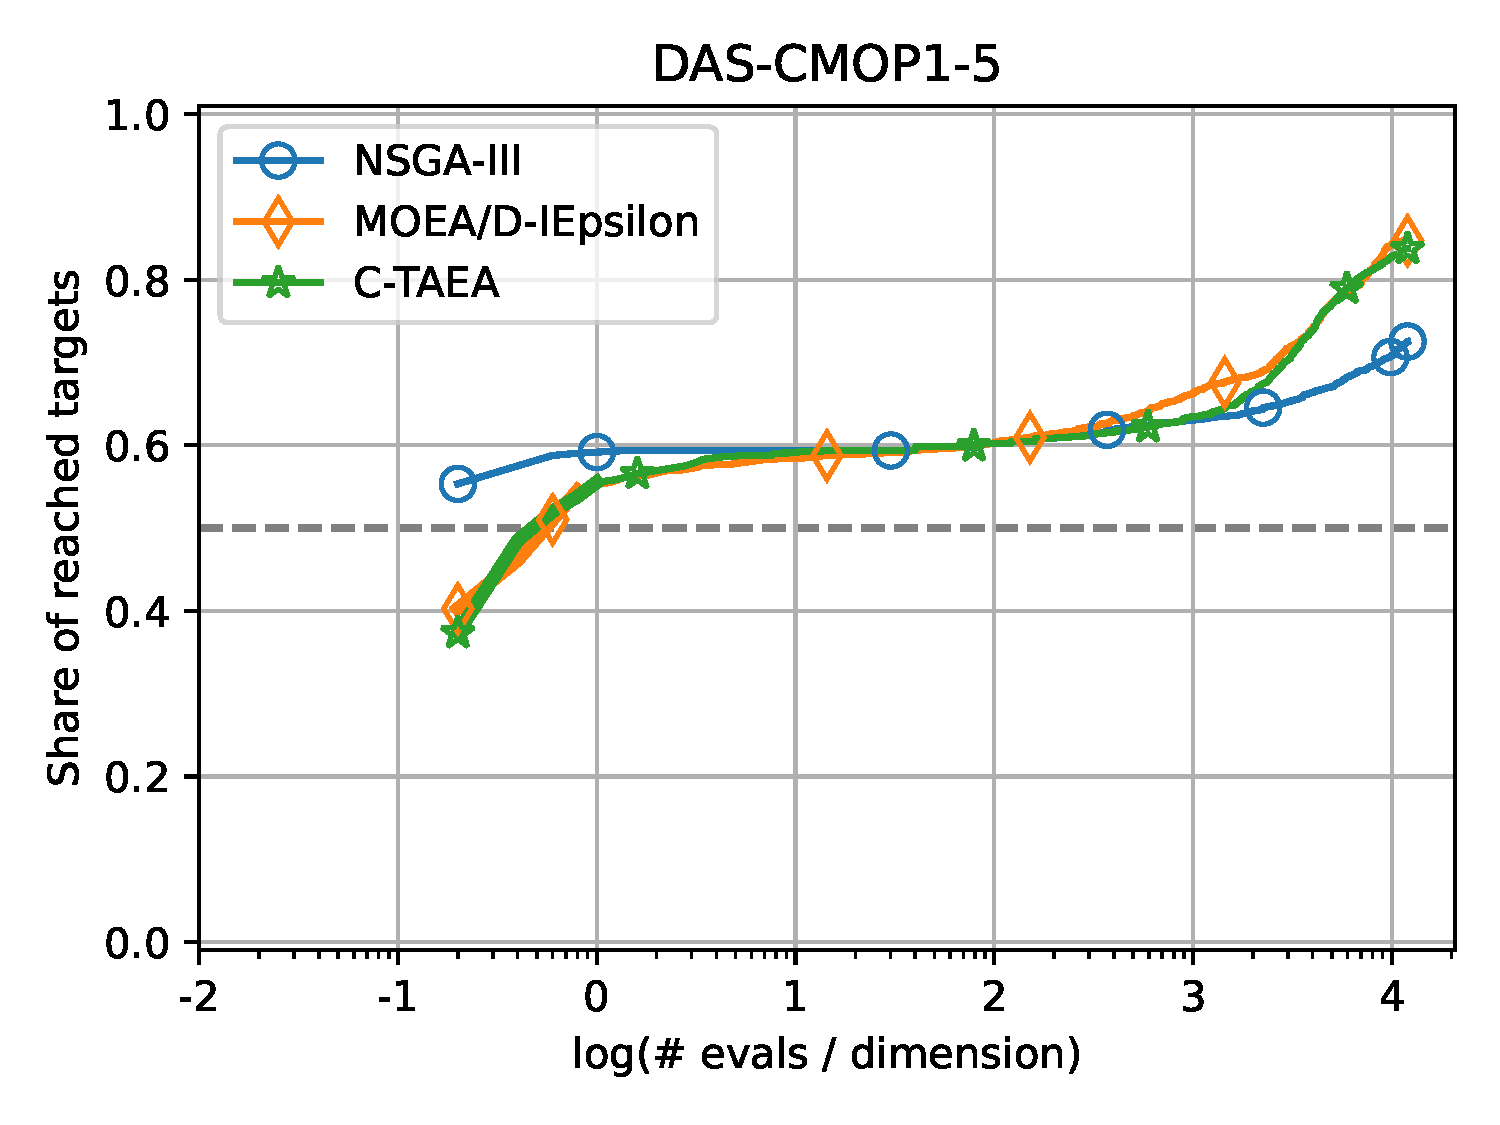 DAS-CMOP1-5
1.0
0.8
0.6
0.4
0.2
0.0
Share of reached targets
NSGA-III
MOEA/D-IEpsilon
C-TAEA
-2 -1 0 1 2 3 4
log(# evals / dimension)